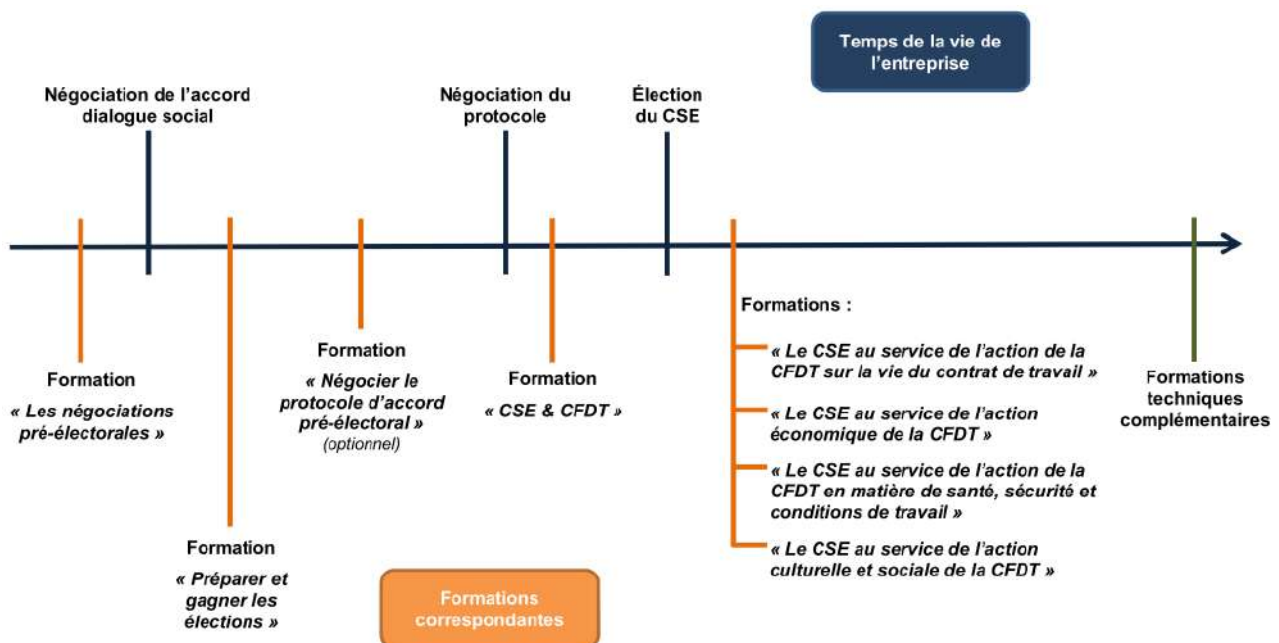 Temps de la vie de
l'entreprise
Négociation de l'accord
dialogue social
Négociation du
protocole
Élection
du CSE
Formation
« Les négociations
pré-électorales »
Formation
« Préparer et
gagner les
élections »
Formation
« Négocier le
protocole d'accord
pré-électoral »
(optionnel)
Formation
« CSE & CFDT »
Formations :
« Le CSE au service de l'action de la
CFDT sur la vie du contrat de travail »
« Le CSE au service de l'action
économique de la CFDT »
« Le CSE au service de l'action de la
CFDT en matière de santé, sécurité et
conditions de travail »
« Le CSE au service de l'action
culturelle et sociale de la CFDT »
Formations
techniques
complémentaires
Formations
correspondantes